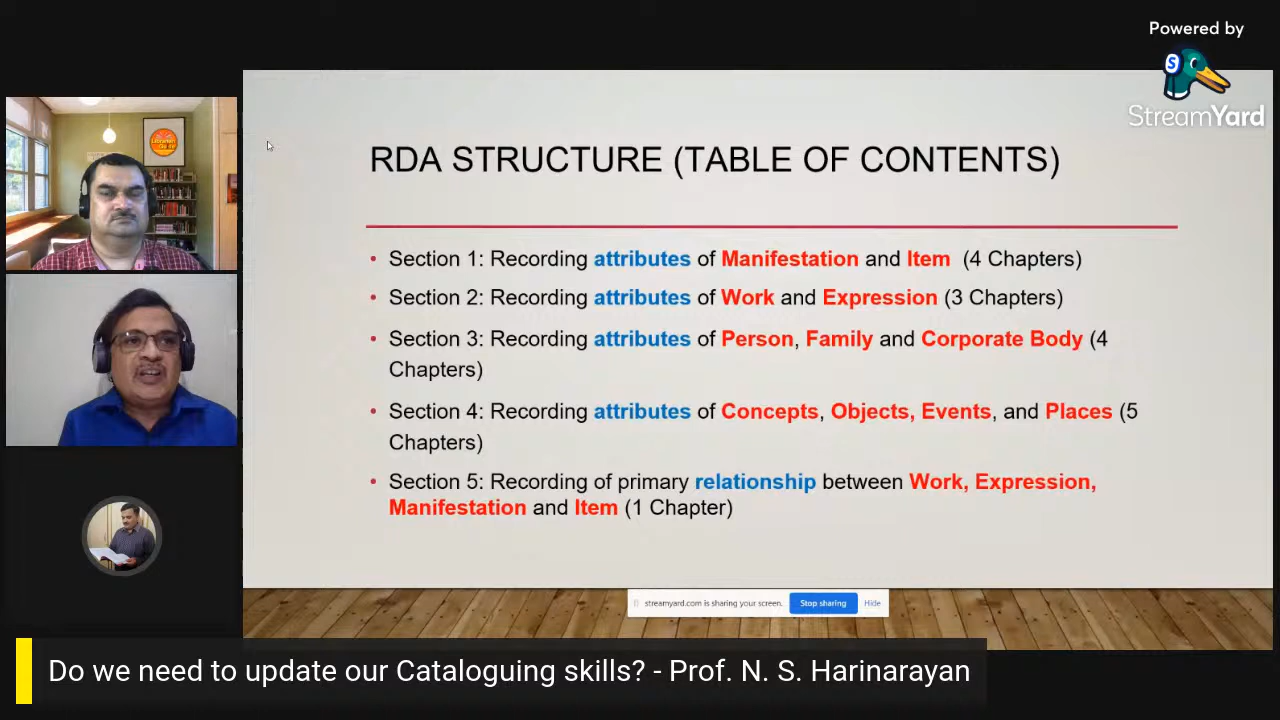 Powered by
StreamYard
RDA STRUCTURE (TABLE OF CONTENTS)
• Section 1: Recording attributes of Manifestation and Item (4 Chapters)
• Section 2: Recording attributes of Work and Expression (3 Chapters)
• Section 3: Recording attributes of Person, Family and Corporate Body (4
Chapters)
• Section 4: Recording attributes of Concepts, Objects, Events, and Places (5
Chapters)
• Section 5: Recording of primary relationship between Work, Expression,
Manifestation and Item (1 Chapter)
streamyard.com is sharing your screen. Stop sharing Hide
Do we need to update our Cataloguing skills? - Prof. N. S. Harinarayan